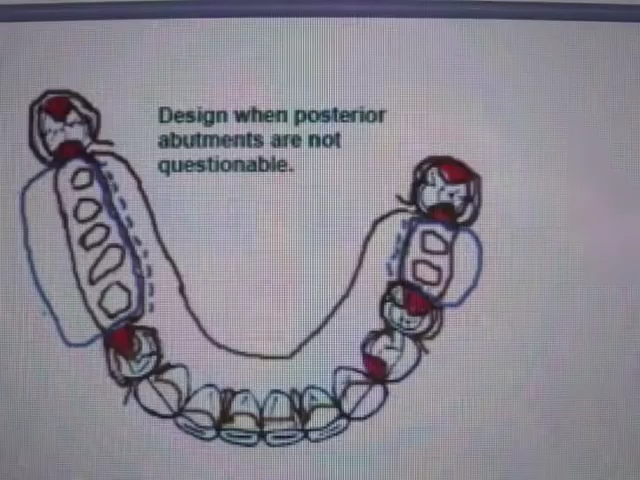 Design when posterior
abutments are not
questionable.